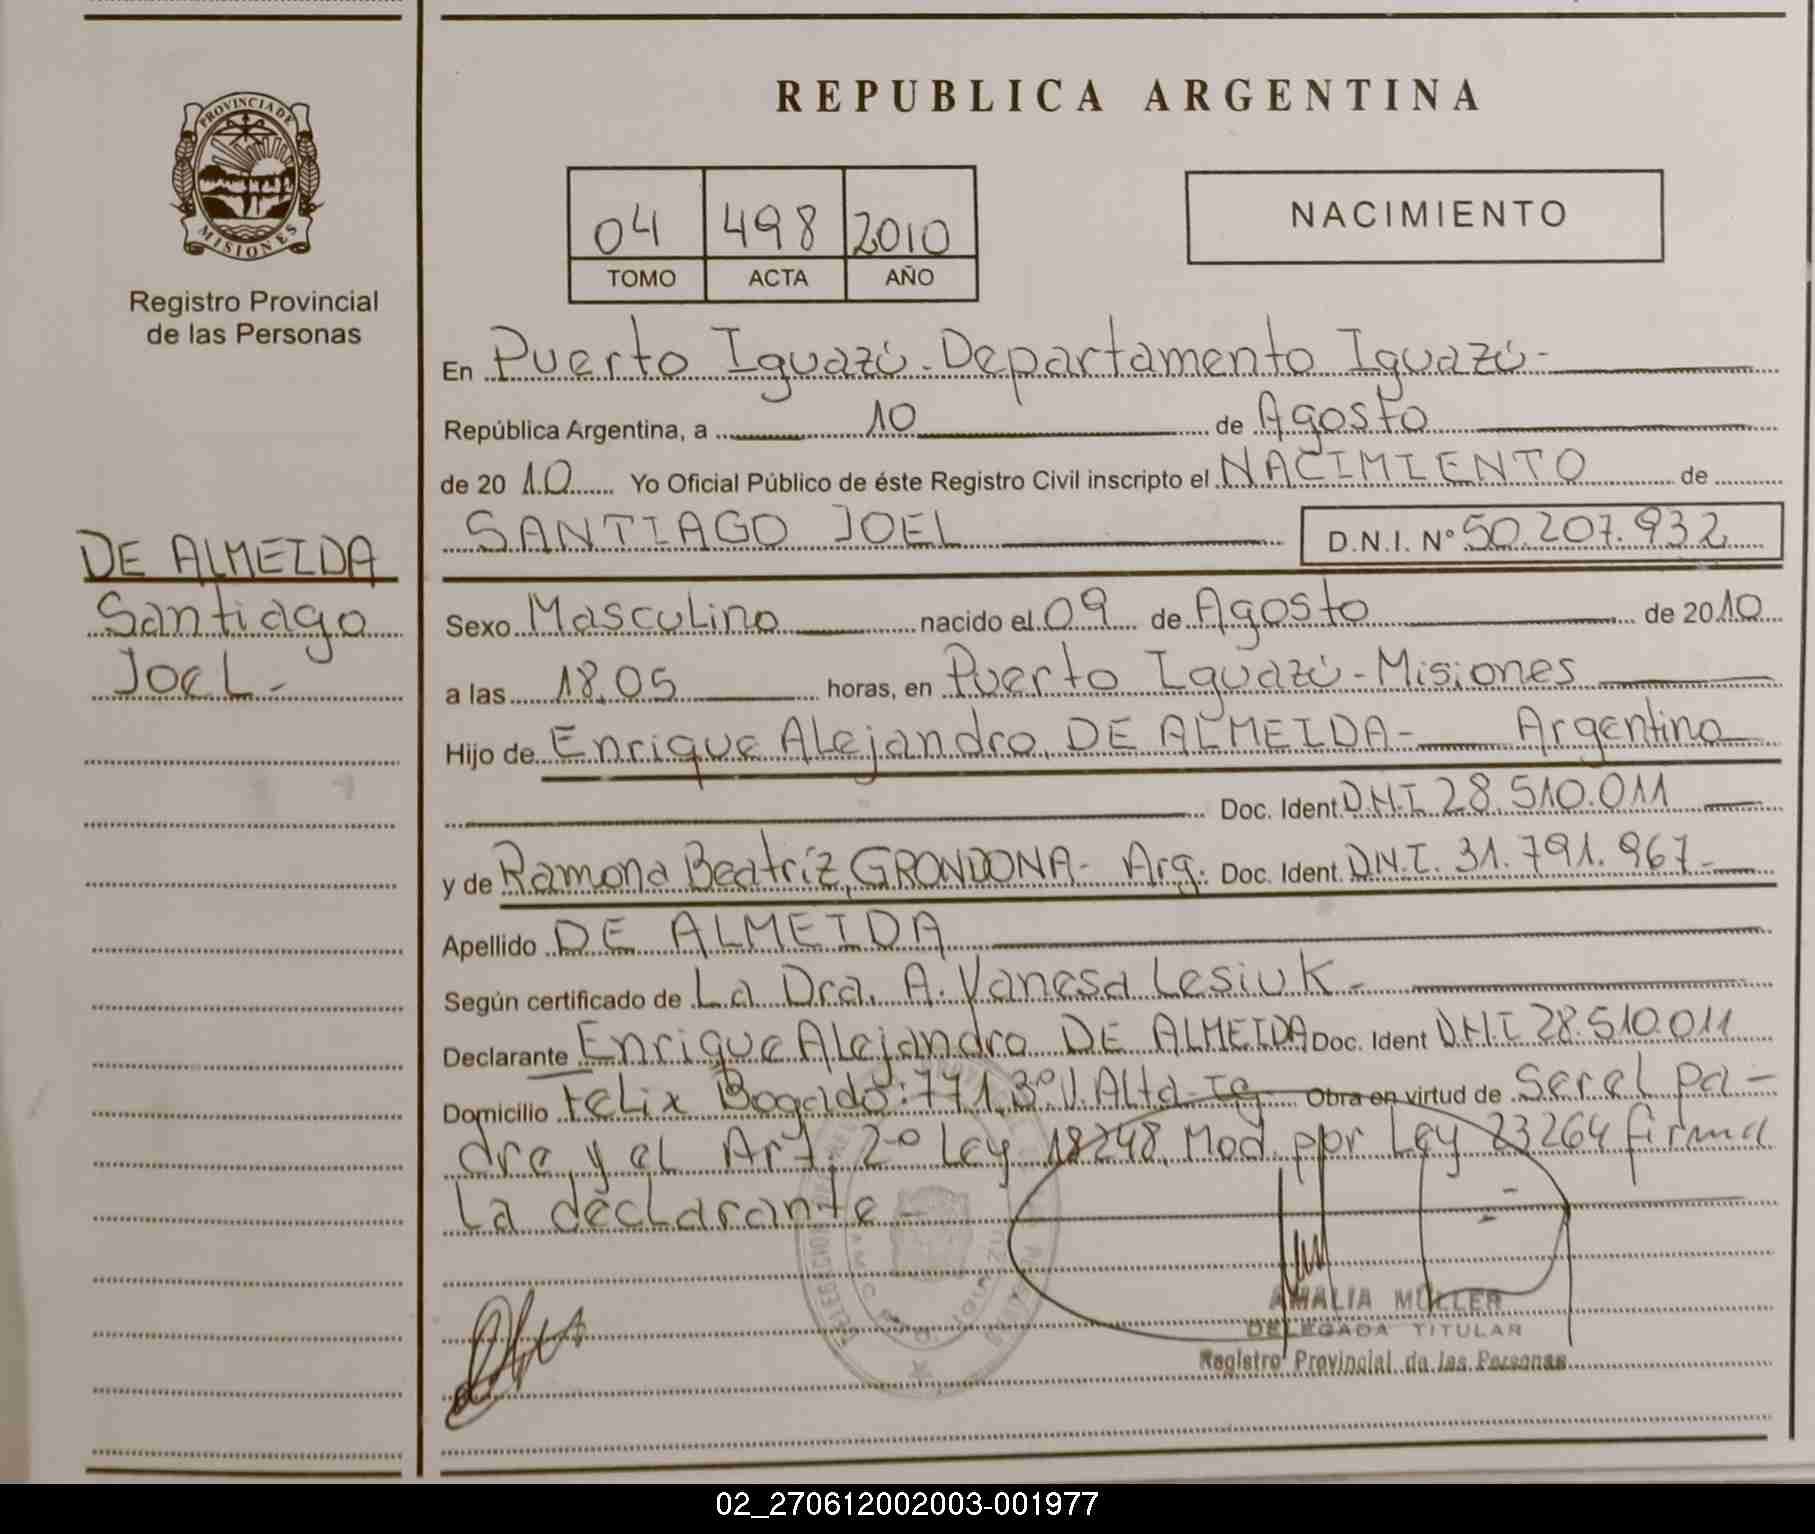 PROVINCIA DE
MISIONES
Registro Provincial
de las Personas
DE ALMEIDA
Santiago
Joel -
REPUBLICA ARGENTINA
04 498 2010
TOMO ACTA AÑO
NACIMIENTO
En Puerto Iguazú - Departamento Iguazú -
República Argentina, a 10 de Agosto
de 20 10 Yo Oficial Público de éste Registro Civil inscripto el NACIMIENTO de
SANTIAGO JOEL D.N.I. Nº 50.207.932
Sexo Masculino nacido el 09 de Agosto de 2010
a las 18,05 horas, en Puerto Iguazú - Misiones
Hijo de Enrique Alejandro, DE ALMEIDA - Argentino
Doc. Ident. D.N.I 28.510.011
y de Ramona Beatríz, GRONDONA - Arg. Doc. Ident. D.N.I. 31.791.967-
Apellido DE ALMEIDA
Según certificado de La Dra. A. Vanesa Lesiuk -
Declarante Enrique Alejandro DE ALMEIDA Doc. Ident D.N.I 28.510.011
Domicilio Felix Bogado: 771, 3º V. Alta - Ig Obra en virtud de Ser el pa-
dre y el Art. 2º Ley 18248, Mod. por Ley 23264 firma
La declarante -
AMALIA MÜLLER
DELEGADA TITULAR
Registro Provincial de las Personas
02_270612002003-001977